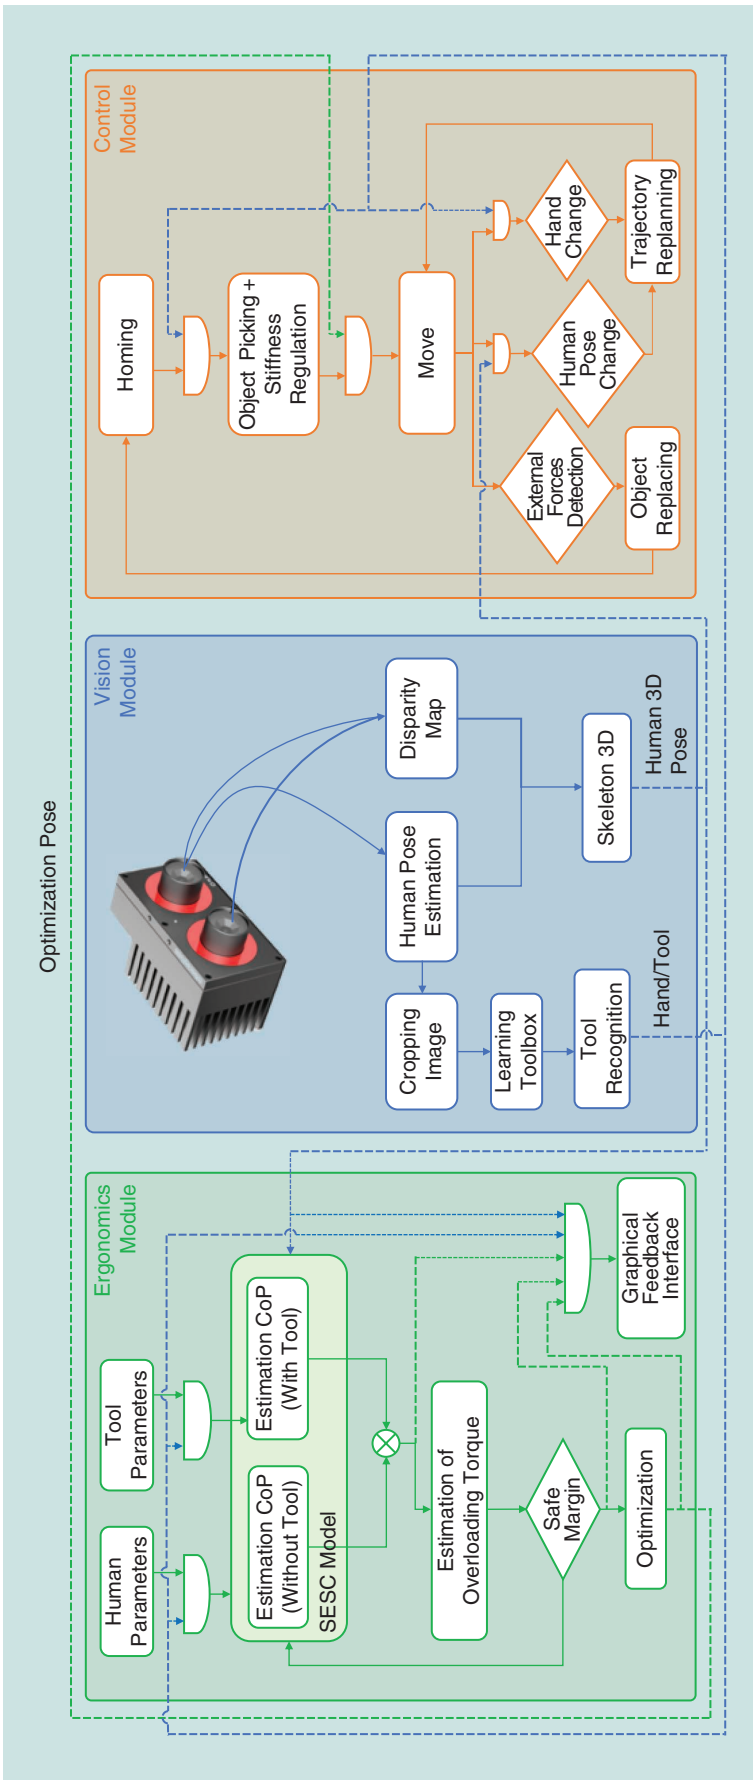 Optimization Pose
Ergonomics
Module
Human
Parameters
Tool
Parameters
Estimation CoP
(Without Tool)
Estimation CoP
(With Tool)
SESC Model
Estimation of
Overloading Torque
Safe
Margin
Optimization
Graphical
Feedback
Interface
Vision
Module
Cropping
Image
Human Pose
Estimation
Disparity
Map
Learning
Toolbox
Tool
Recognition
Skeleton 3D
Hand/Tool
Human 3D
Pose
Control
Module
Homing
Object Picking +
Stiffness
Regulation
Move
External
Forces
Detection
Human
Pose
Change
Hand
Change
Object
Replacing
Trajectory
Replanning